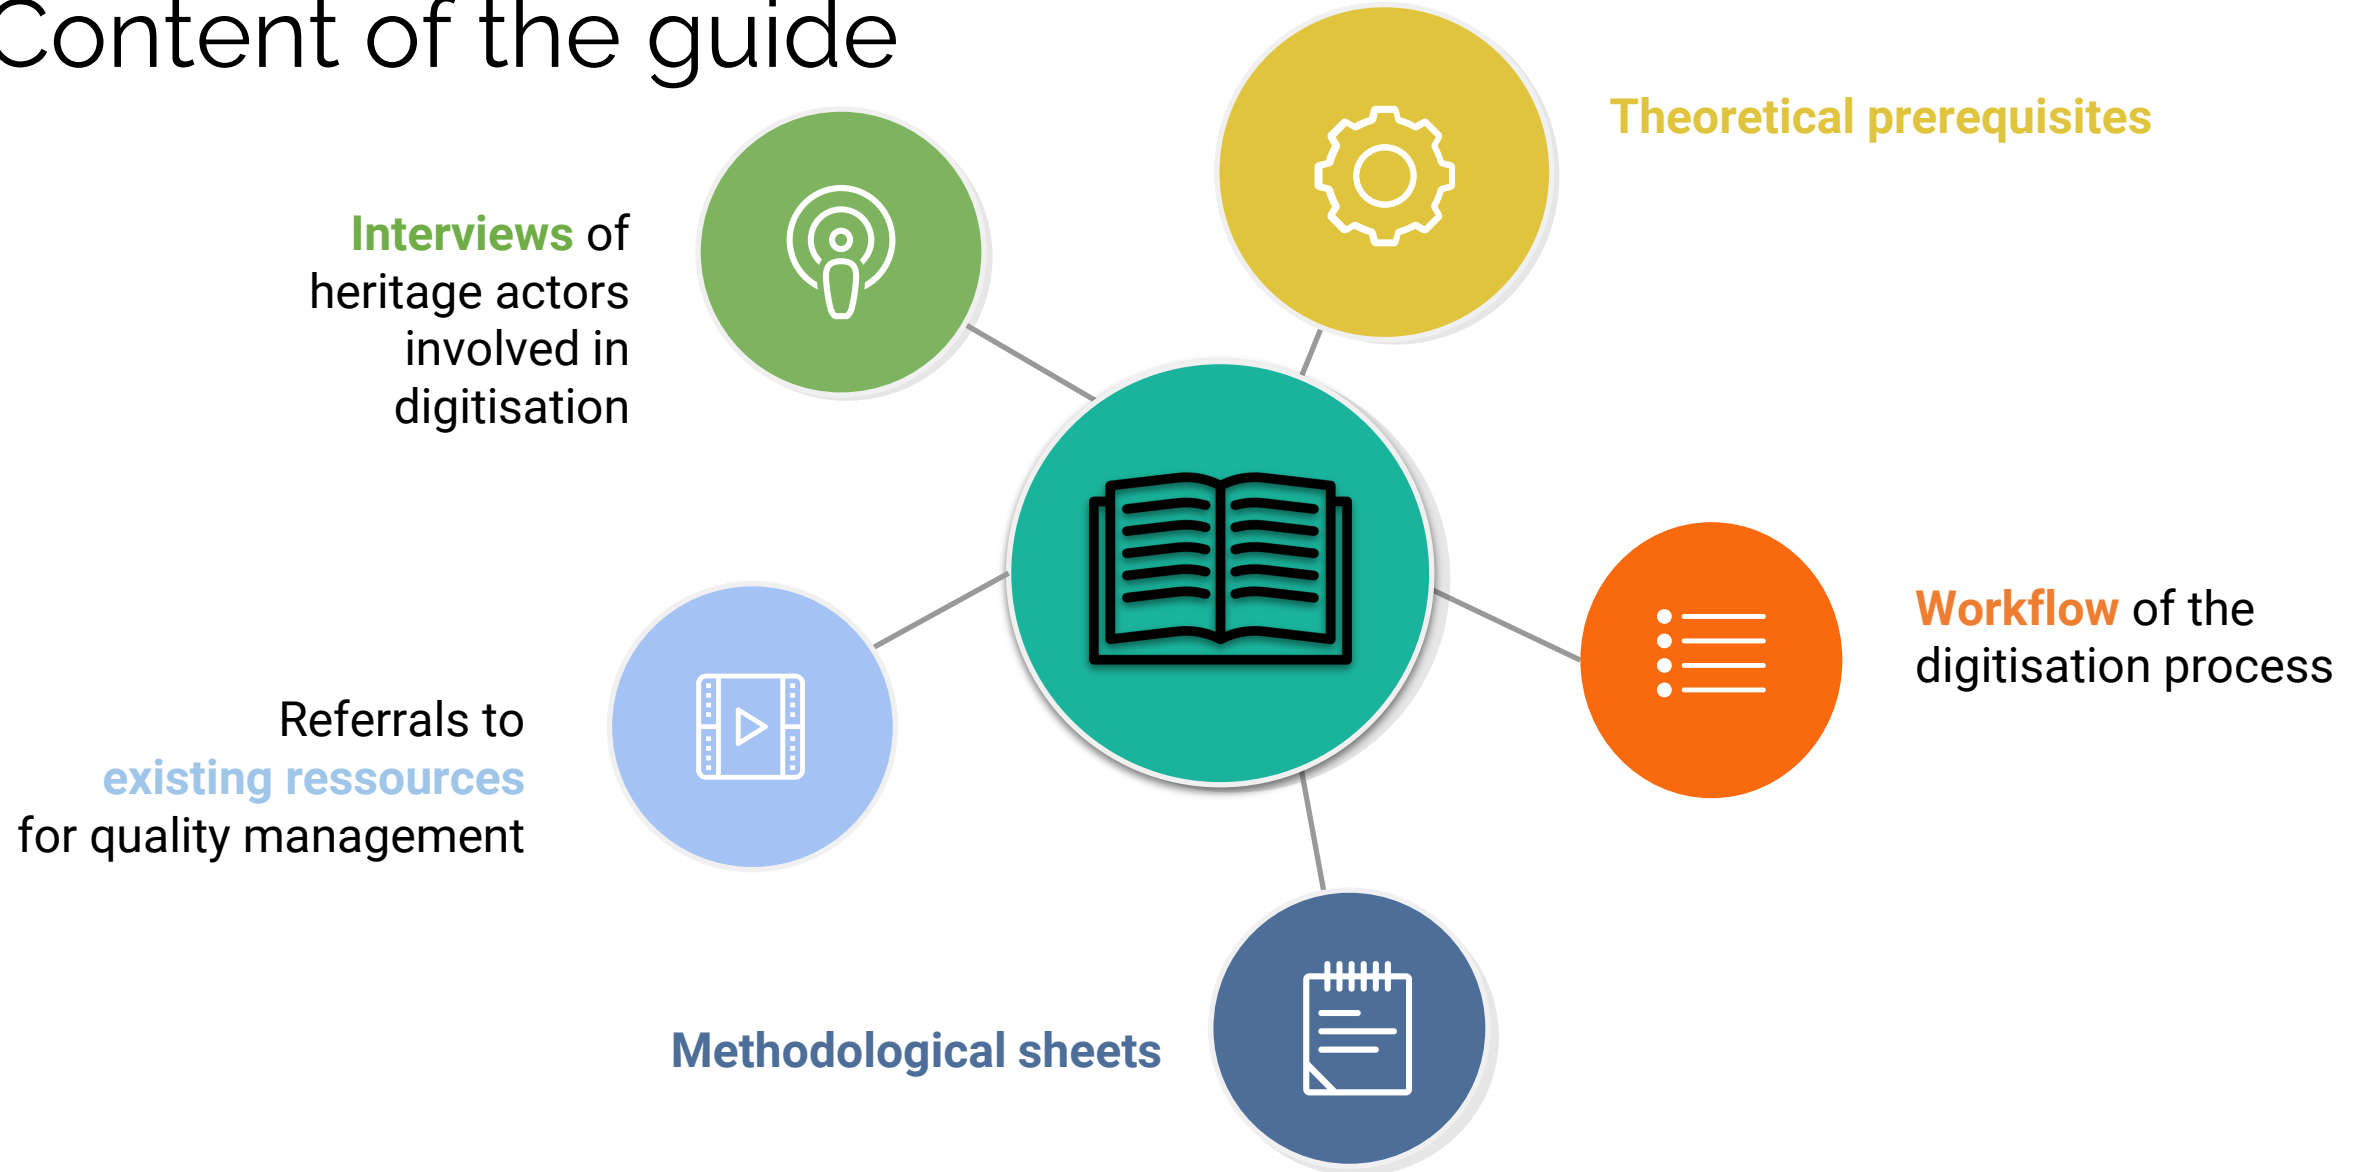 Content of the guide
Theoretical prerequisites
Interviews of
heritage actors
involved in
digitisation
Workflow of the
digitisation process
Referrals to
existing ressources
for quality management
Methodological sheets